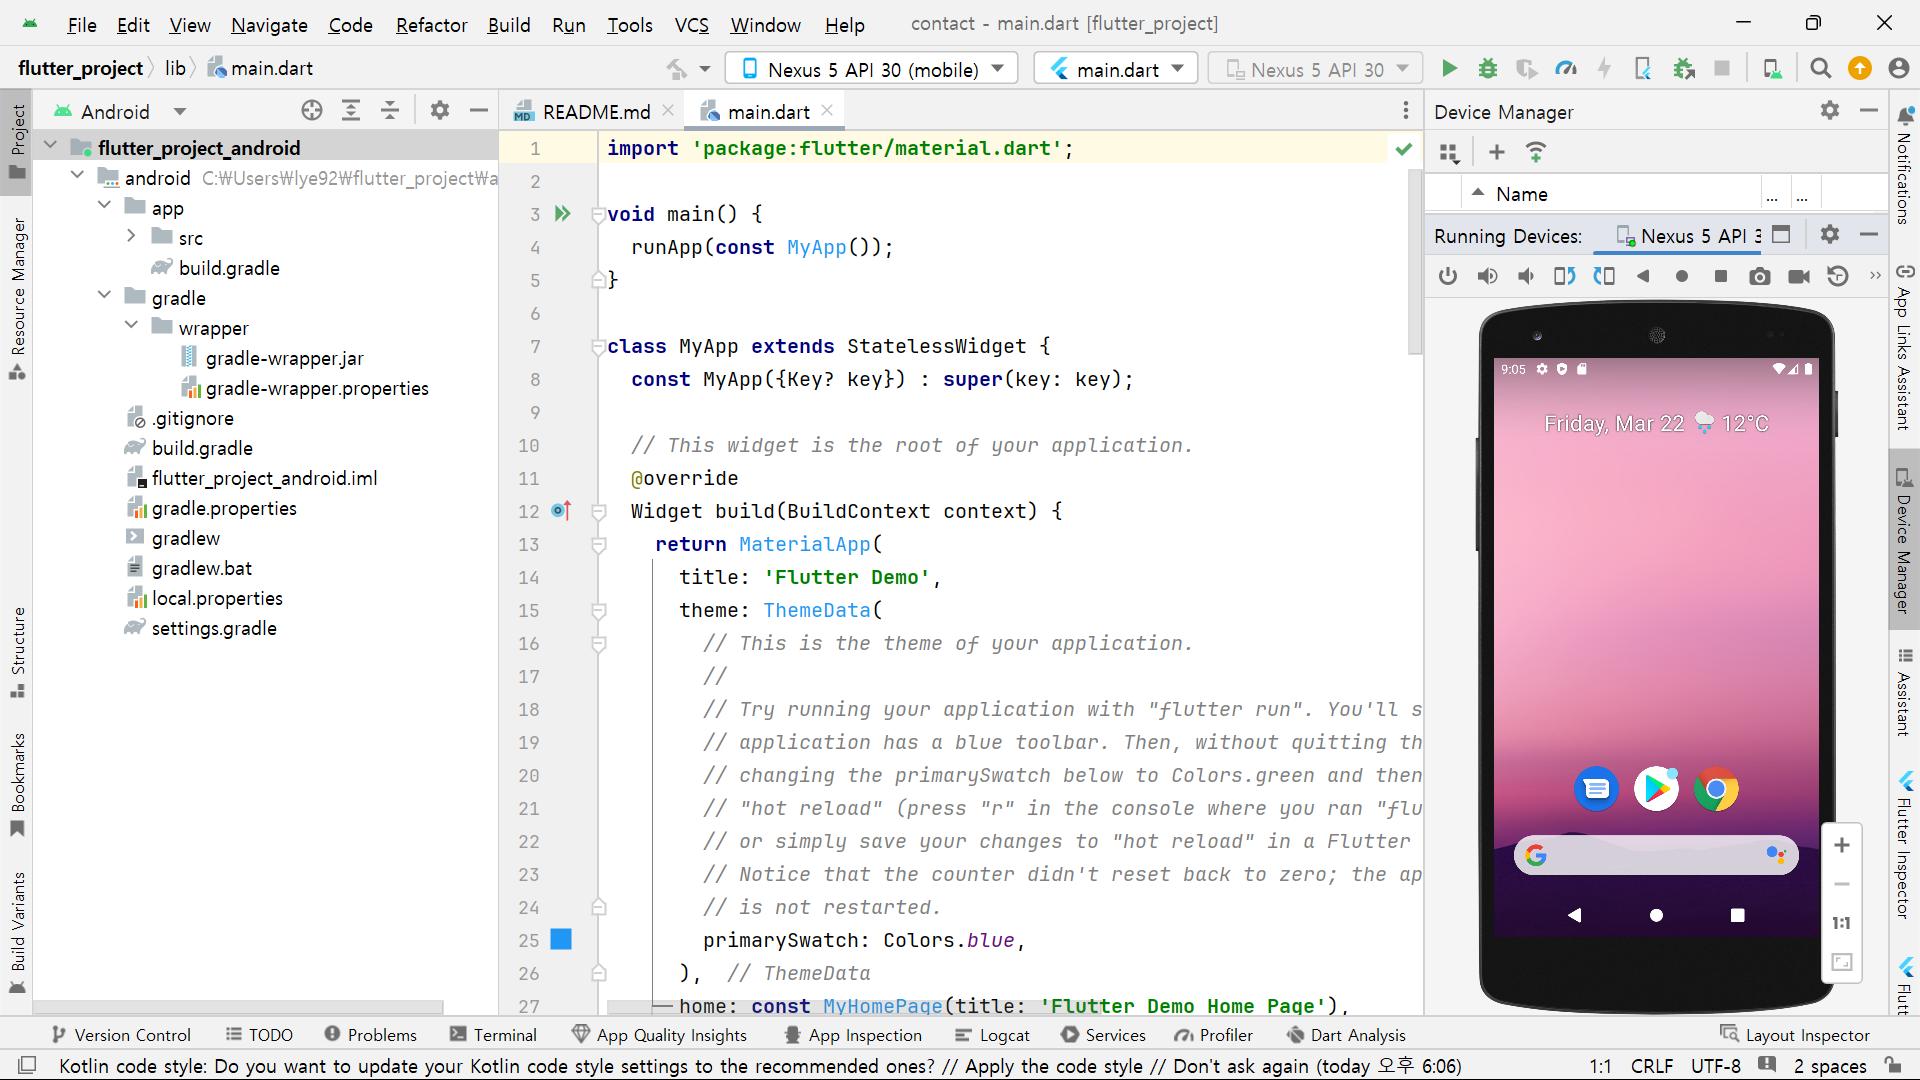 File Edit View Navigate Code Refactor Build Run Tools VCS Window Help contact - main.dart [flutter_project]
flutter_project lib main.dart Nexus 5 API 30 (mobile) main.dart Nexus 5 API 30
Project
Resource Manager
Structure
Bookmarks
Build Variants
Android
flutter_project_android
android C:₩Users₩lye92₩flutter_project₩a
app
src
build.gradle
gradle
wrapper
gradle-wrapper.jar
gradle-wrapper.properties
.gitignore
build.gradle
flutter_project_android.iml
gradle.properties
gradlew
gradlew.bat
local.properties
settings.gradle
MD README.md main.dart
1 import 'package:flutter/material.dart';
2
3 void main() {
4 runApp(const MyApp());
5 }
6
7 class MyApp extends StatelessWidget {
8 const MyApp({Key? key}) : super(key: key);
9
10 // This widget is the root of your application.
11 @override
12 Widget build(BuildContext context) {
13 return MaterialApp(
14 title: 'Flutter Demo',
15 theme: ThemeData(
16 // This is the theme of your application.
17 //
18 // Try running your application with "flutter run". You'll s
19 // application has a blue toolbar. Then, without quitting th
20 // changing the primarySwatch below to Colors.green and then
21 // "hot reload" (press "r" in the console where you ran "flu
22 // or simply save your changes to "hot reload" in a Flutter
23 // Notice that the counter didn't reset back to zero; the ap
24 // is not restarted.
25 primarySwatch: Colors.blue,
26 ), // ThemeData
27 home: const MyHomePage(title: 'Flutter Demo Home Page'),
Device Manager
Name ... ...
Running Devices: Nexus 5 API 3
9:05
Friday, Mar 22 12°C
1:1
Notifications
App Links Assistant
Device Manager
Assistant
Flutter Inspector
Flutt
Version Control TODO Problems Terminal App Quality Insights App Inspection Logcat Services Profiler Dart Analysis Layout Inspector
Kotlin code style: Do you want to update your Kotlin code style settings to the recommended ones? // Apply the code style // Don't ask again (today 오후 6:06) 1:1 CRLF UTF-8 2 spaces